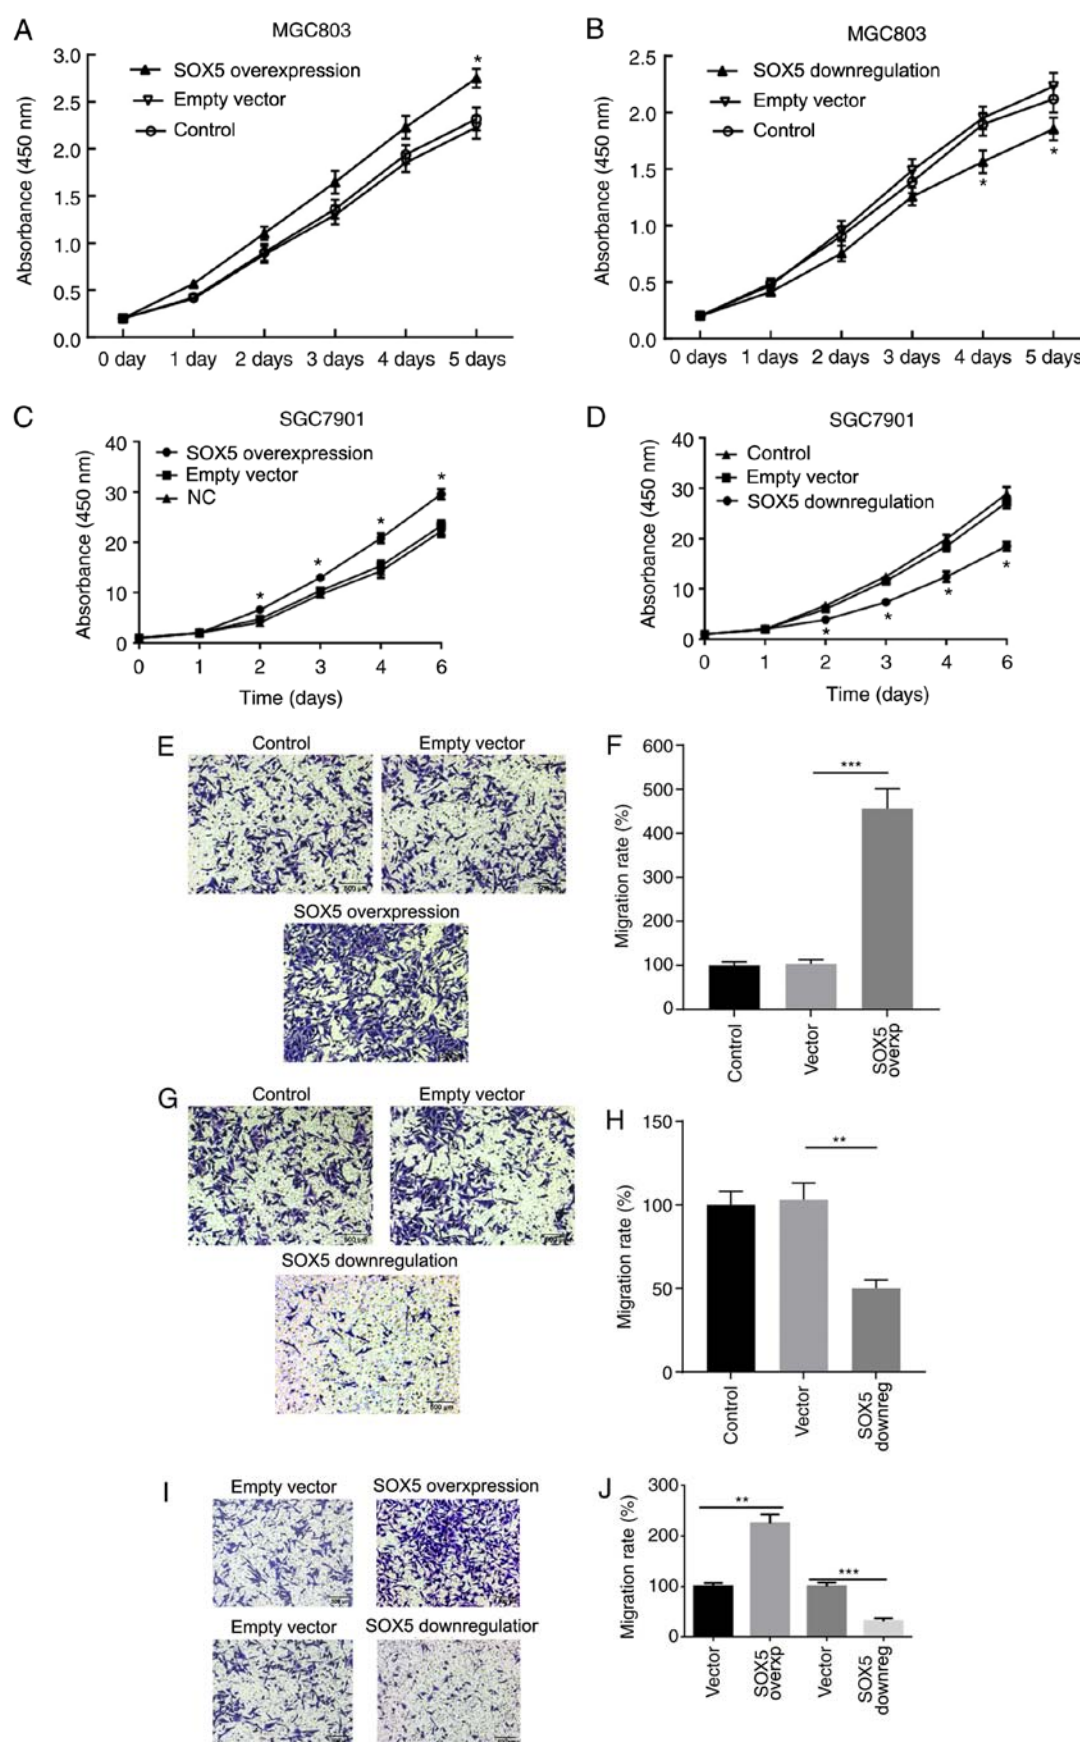 A
MGC803
3.0
2.5
2.0
1.5
1.0
0.5
0.0
Absorbance (450 nm)
SOX5 overexpression
Empty vector
Control
*
0 day 1 day 2 days 3 days 4 days 5 days
B
MGC803
2.5
2.0
1.5
1.0
0.5
0.0
Absorbance (450 nm)
SOX5 downregulation
Empty vector
Control
*
*
0 days 1 day 2 days 3 days 4 days 5 days
C
SGC7901
40
30
20
10
0
Absorbance (450 nm)
SOX5 overexpression
Empty vector
NC
* * * *
0 1 2 3 4 6
Time (days)
D
SGC7901
40
30
20
10
0
Absorbance (450 nm)
Control
Empty vector
SOX5 downregulation
* * * *
0 1 2 3 4 6
Time (days)
E
Control
Empty vector
SOX5 overxpression
F
600
500
400
300
200
100
0
Migration rate (%)
***
Control
Vector
SOX5
overxp
G
Control
Empty vector
SOX5 downregulation
H
150
100
50
0
Migration rate (%)
**
Control
Vector
SOX5
downreg
I
Empty vector
SOX5 overxpression
Empty vector
SOX5 downregulation
J
300
200
100
0
Migration rate (%)
**
***
Vector
SOX5
overxp
Vector
SOX5
downreg